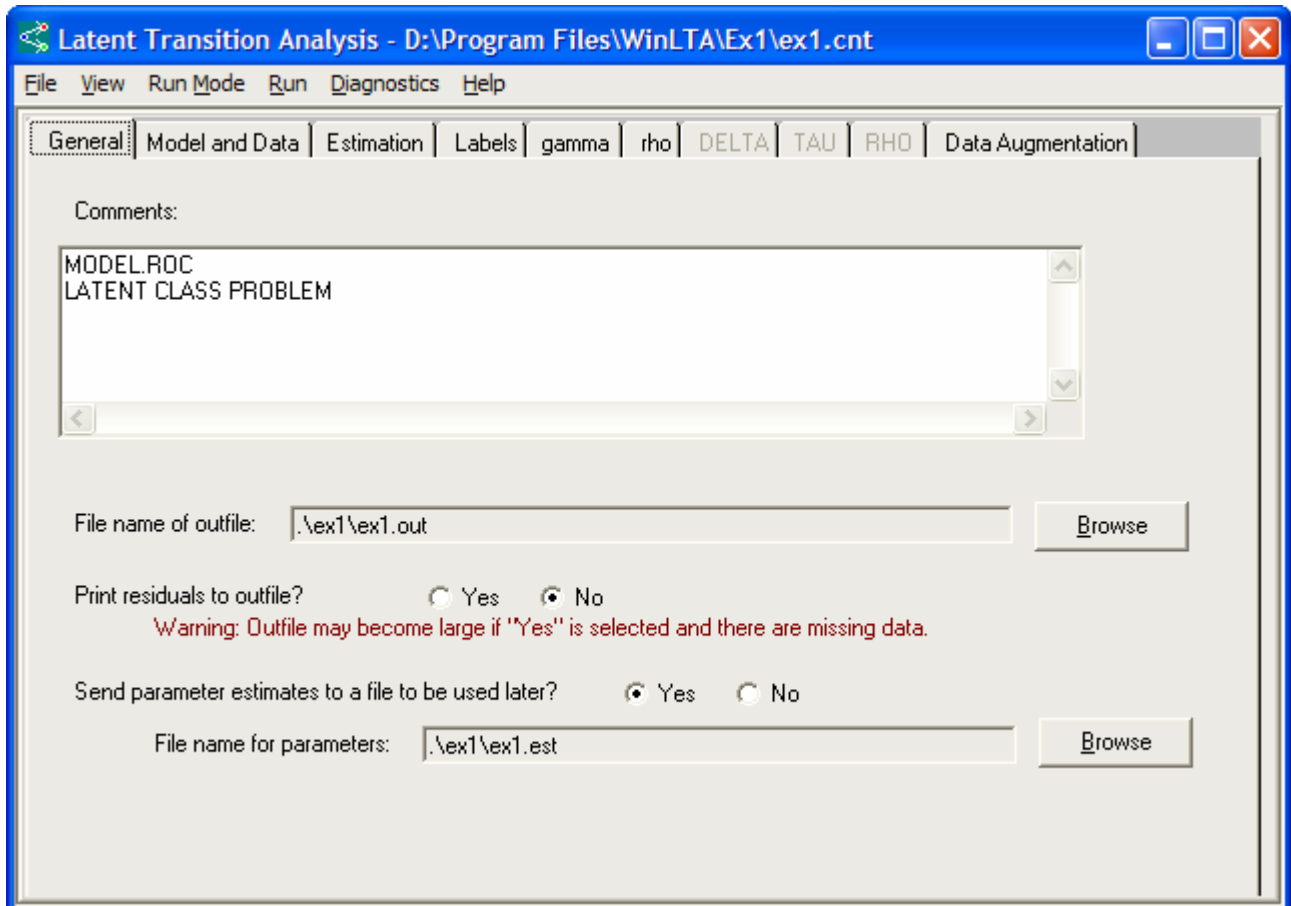 Latent Transition Analysis - D:\Program Files\WinLTA\Ex1\ex1.cnt
File View Run Mode Run Diagnostics Help
General Model and Data Estimation Labels gamma rho DELTA TAU RHO Data Augmentation
Comments:
MODEL.ROC
LATENT CLASS PROBLEM
File name of outfile: .\ex1\ex1.out Browse
Print residuals to outfile? Yes No
Warning: Outfile may become large if "Yes" is selected and there are missing data.
Send parameter estimates to a file to be used later? Yes No
File name for parameters: .\ex1\ex1.est Browse